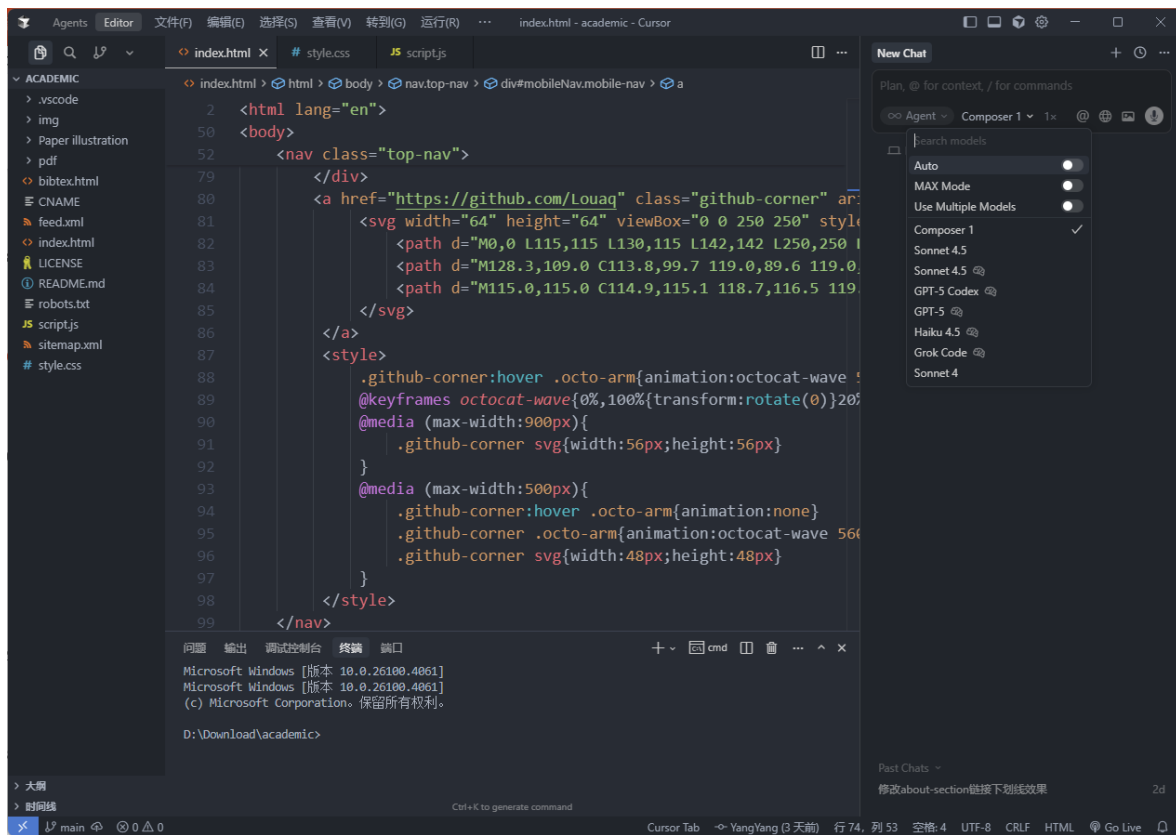 Agents Editor 文件(F) 编辑(E) 选择(S) 查看(V) 转到(G) 运行(R) ··· index.html - academic - Cursor
ACADEMIC
.vscode
img
Paper illustration
pdf
bibtex.html
CNAME
feed.xml
index.html
LICENSE
README.md
robots.txt
JS script.js
sitemap.xml
# style.css
大纲
时间线
<> index.html × # style.css JS script.js ···
<> index.html > html > body > nav.top-nav > div#mobileNav.mobile-nav > a
2 <html lang="en">
50 <body>
52 <nav class="top-nav">
79 </div>
80 <a href="https://github.com/Louaq" class="github-corner" ari
81 <svg width="64" height="64" viewBox="0 0 250 250" style
82 <path d="M0,0 L115,115 L130,115 L142,142 L250,250 L
83 <path d="M128.3,109.0 C113.8,99.7 119.0,89.6 119.0,
84 <path d="M115.0,115.0 C114.9,115.1 118.7,116.5 119.
85 </svg>
86 </a>
87 <style>
88 .github-corner:hover .octo-arm{animation:octocat-wave 5
89 @keyframes octocat-wave{0%,100%{transform:rotate(0)}20%
90 @media (max-width:900px){
91 .github-corner svg{width:56px;height:56px}
92 }
93 @media (max-width:500px){
94 .github-corner:hover .octo-arm{animation:none}
95 .github-corner .octo-arm{animation:octocat-wave 560
96 .github-corner svg{width:48px;height:48px}
97 }
98 </style>
99 </nav>
问题 输出 调试控制台 终端 端口 cmd
Microsoft Windows [版本 10.0.26100.4061]
Microsoft Windows [版本 10.0.26100.4061]
(c) Microsoft Corporation。保留所有权利。
D:\Download\academic>
Ctrl+K to generate command
New Chat
Plan, @ for context, / for commands
Agent Composer 1 1×
Search models
Auto
MAX Mode
Use Multiple Models
Composer 1
Sonnet 4.5
Sonnet 4.5
GPT-5 Codex
GPT-5
Haiku 4.5
Grok Code
Sonnet 4
Past Chats
修改about-section链接下划线效果 2d
main 0 0 Cursor Tab YangYang (3 天前) 行 74, 列 53 空格: 4 UTF-8 CRLF HTML Go Live